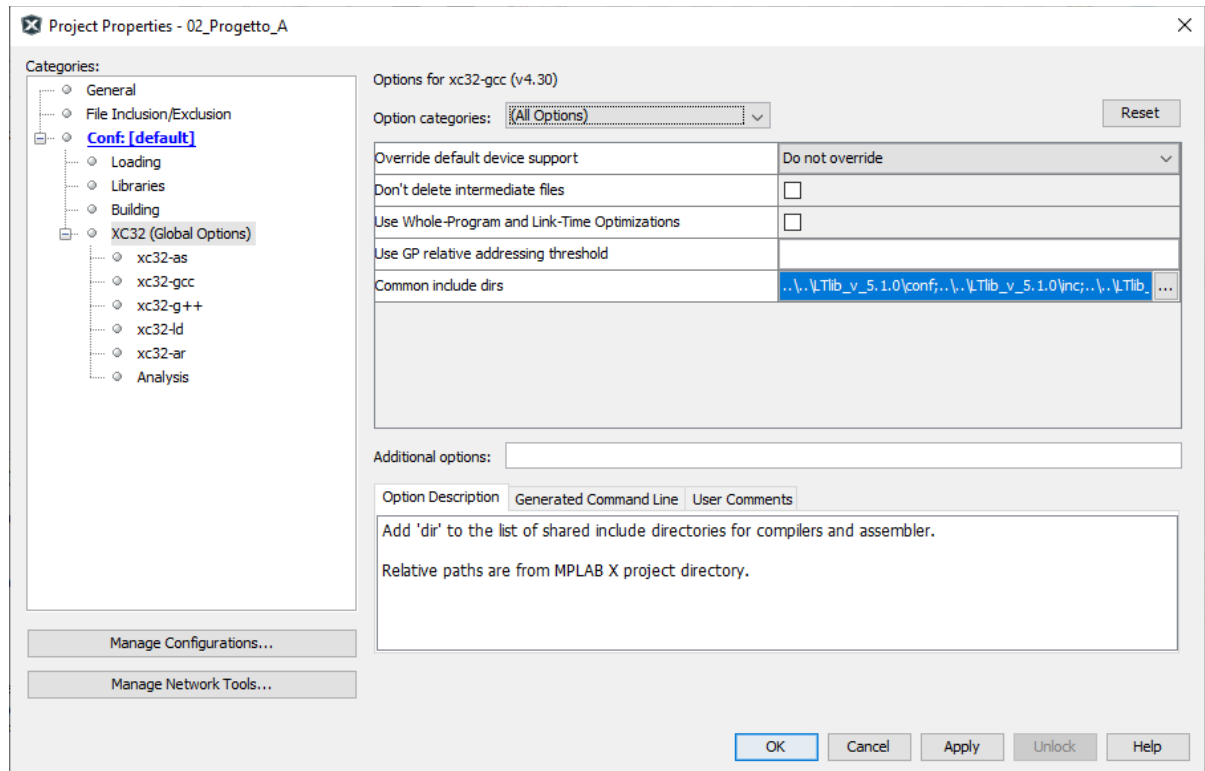 Project Properties - 02_Progetto_A
Categories:
General
File Inclusion/Exclusion
Conf: [default]
Loading
Libraries
Building
XC32 (Global Options)
xc32-as
xc32-gcc
xc32-g++
xc32-ld
xc32-ar
Analysis
Manage Configurations...
Manage Network Tools...
Options for xc32-gcc (v4.30)
Option categories: (All Options)
Reset
Override default device support Do not override
Don't delete intermediate files
Use Whole-Program and Link-Time Optimizations
Use GP relative addressing threshold
Common include dirs ..\..\LTlib_v_5.1.0\conf;..\..\LTlib_v_5.1.0\inc;..\..\LTlib_ ...
Additional options:
Option Description Generated Command Line User Comments
Add 'dir' to the list of shared include directories for compilers and assembler.
Relative paths are from MPLAB X project directory.
OK Cancel Apply Unlock Help